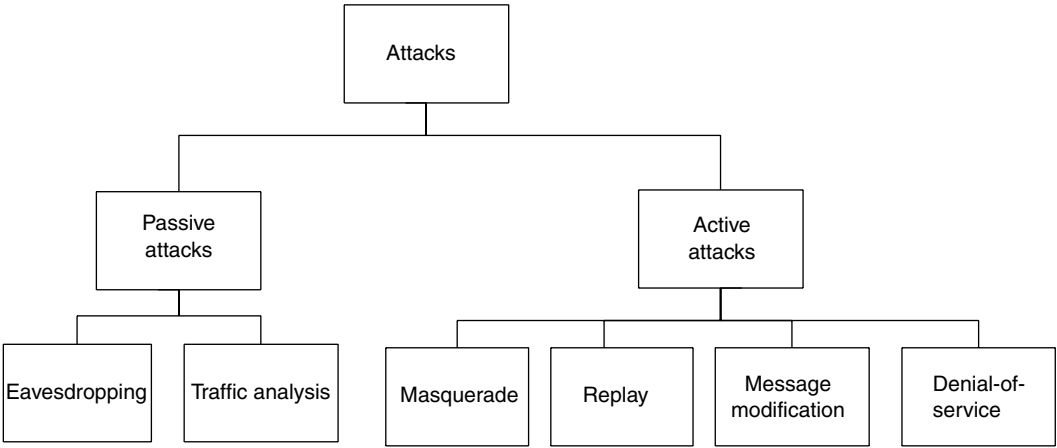 Attacks
Passive
attacks
Active
attacks
Eavesdropping
Traffic analysis
Masquerade
Replay
Message
modification
Denial-of-
service